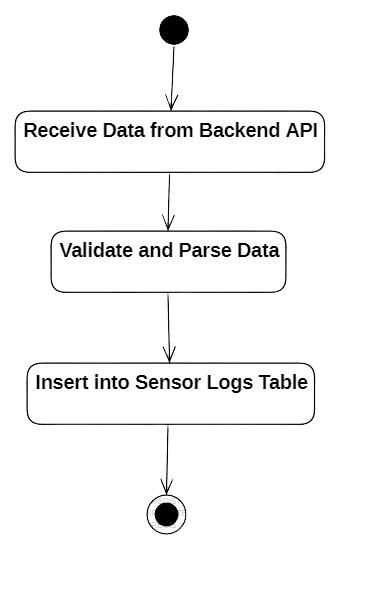 Receive Data from Backend API
Validate and Parse Data
Insert into Sensor Logs Table